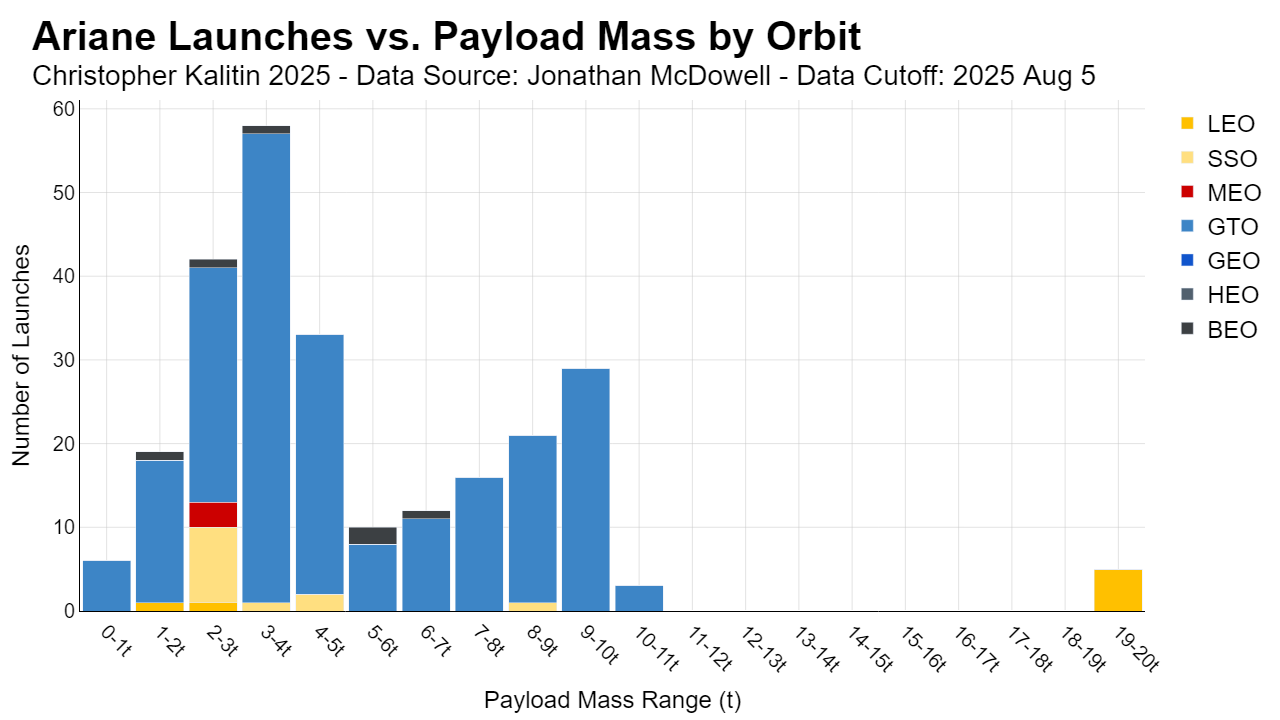 Ariane Launches vs. Payload Mass by Orbit
Christopher Kalitin 2025 - Data Source: Jonathan McDowell - Data Cutoff: 2025 Aug 5
Number of Launches
60
50
40
30
20
10
0
0-1t
1-2t
2-3t
3-4t
4-5t
5-6t
6-7t
7-8t
8-9t
9-10t
10-11t
11-12t
12-13t
13-14t
14-15t
15-16t
16-17t
17-18t
18-19t
19-20t
Payload Mass Range (t)
LEO
SSO
MEO
GTO
GEO
HEO
BEO